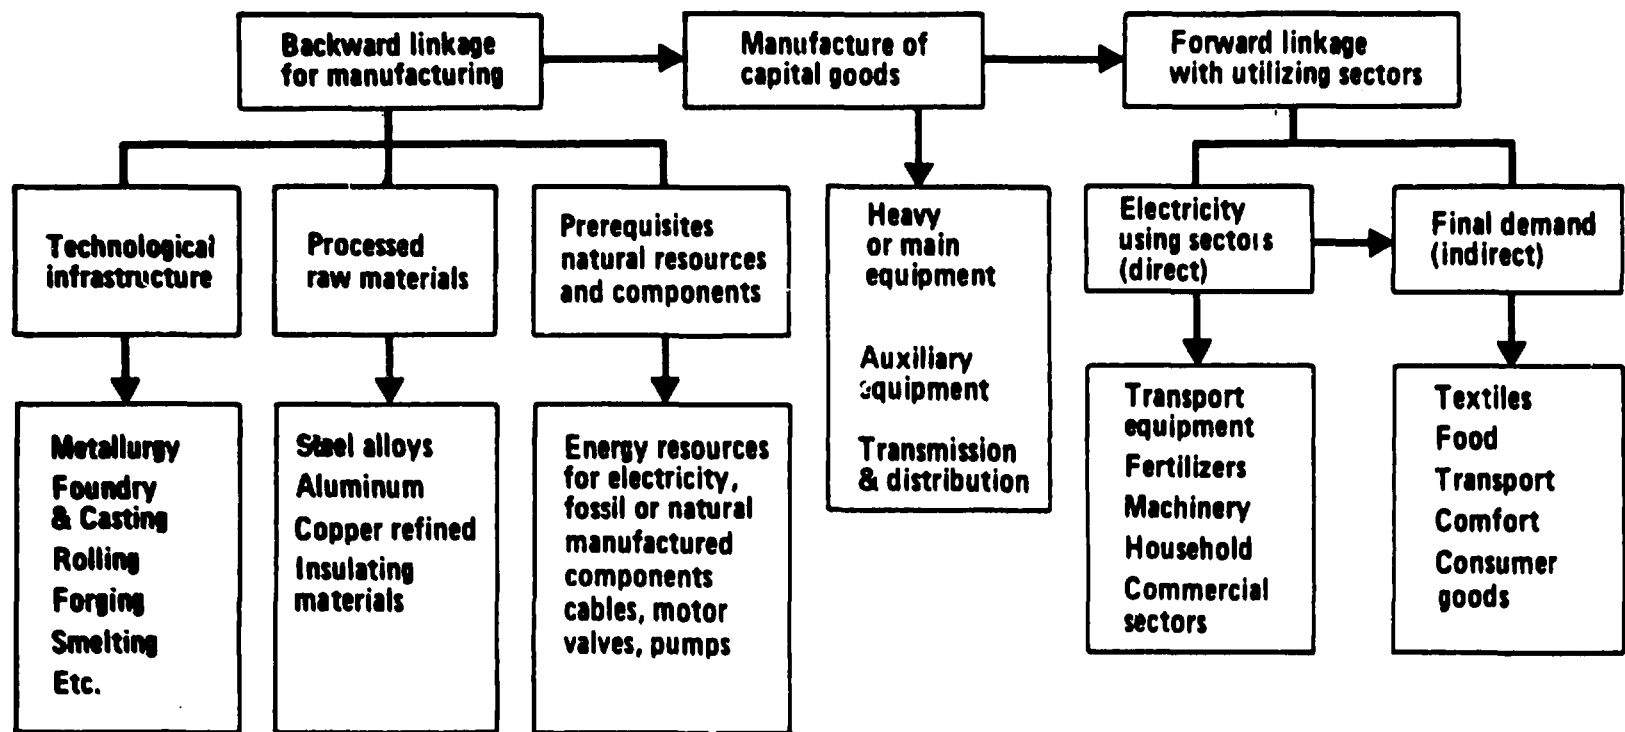 Backward linkage
for manufacturing
Manufacture of
capital goods
Forward linkage
with utilizing sectors
Technological
infrastructure
Processed
raw materials
Prerequisites
natural resources
and components
Heavy
or main
equipment
Auxiliary
equipment
Transmission
& distribution
Electricity
using sectors
(direct)
Final demand
(indirect)
Metallurgy
Foundry
& Casting
Rolling
Forging
Smelting
Etc.
Steel alloys
Aluminum
Copper refined
Insulating
materials
Energy resources
for electricity,
fossil or natural
manufactured
components
cables, motor
valves, pumps
Transport
equipment
Fertilizers
Machinery
Household
Commercial
sectors
Textiles
Food
Transport
Comfort
Consumer
goods